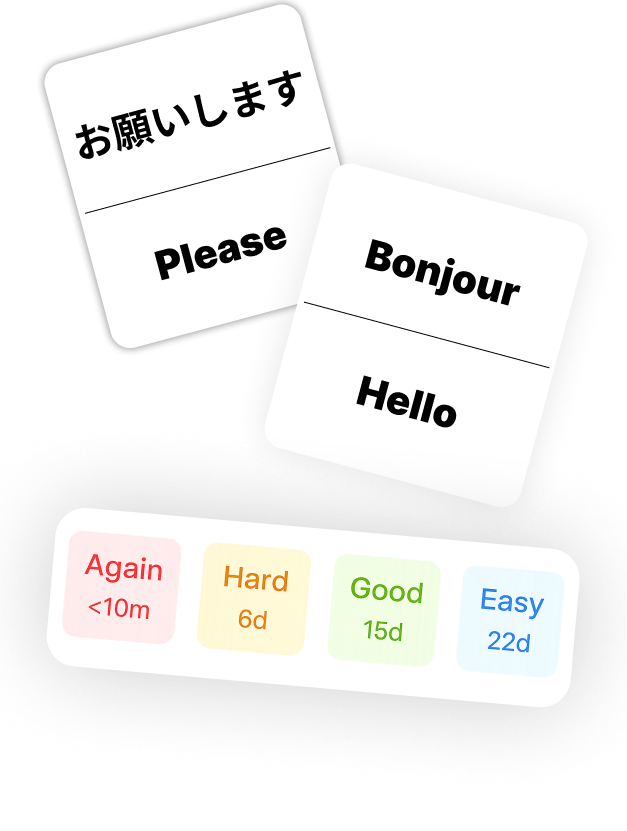 お願いします
Please
Bonjour
Hello
Again
<10m
Hard
6d
Good
15d
Easy
22d